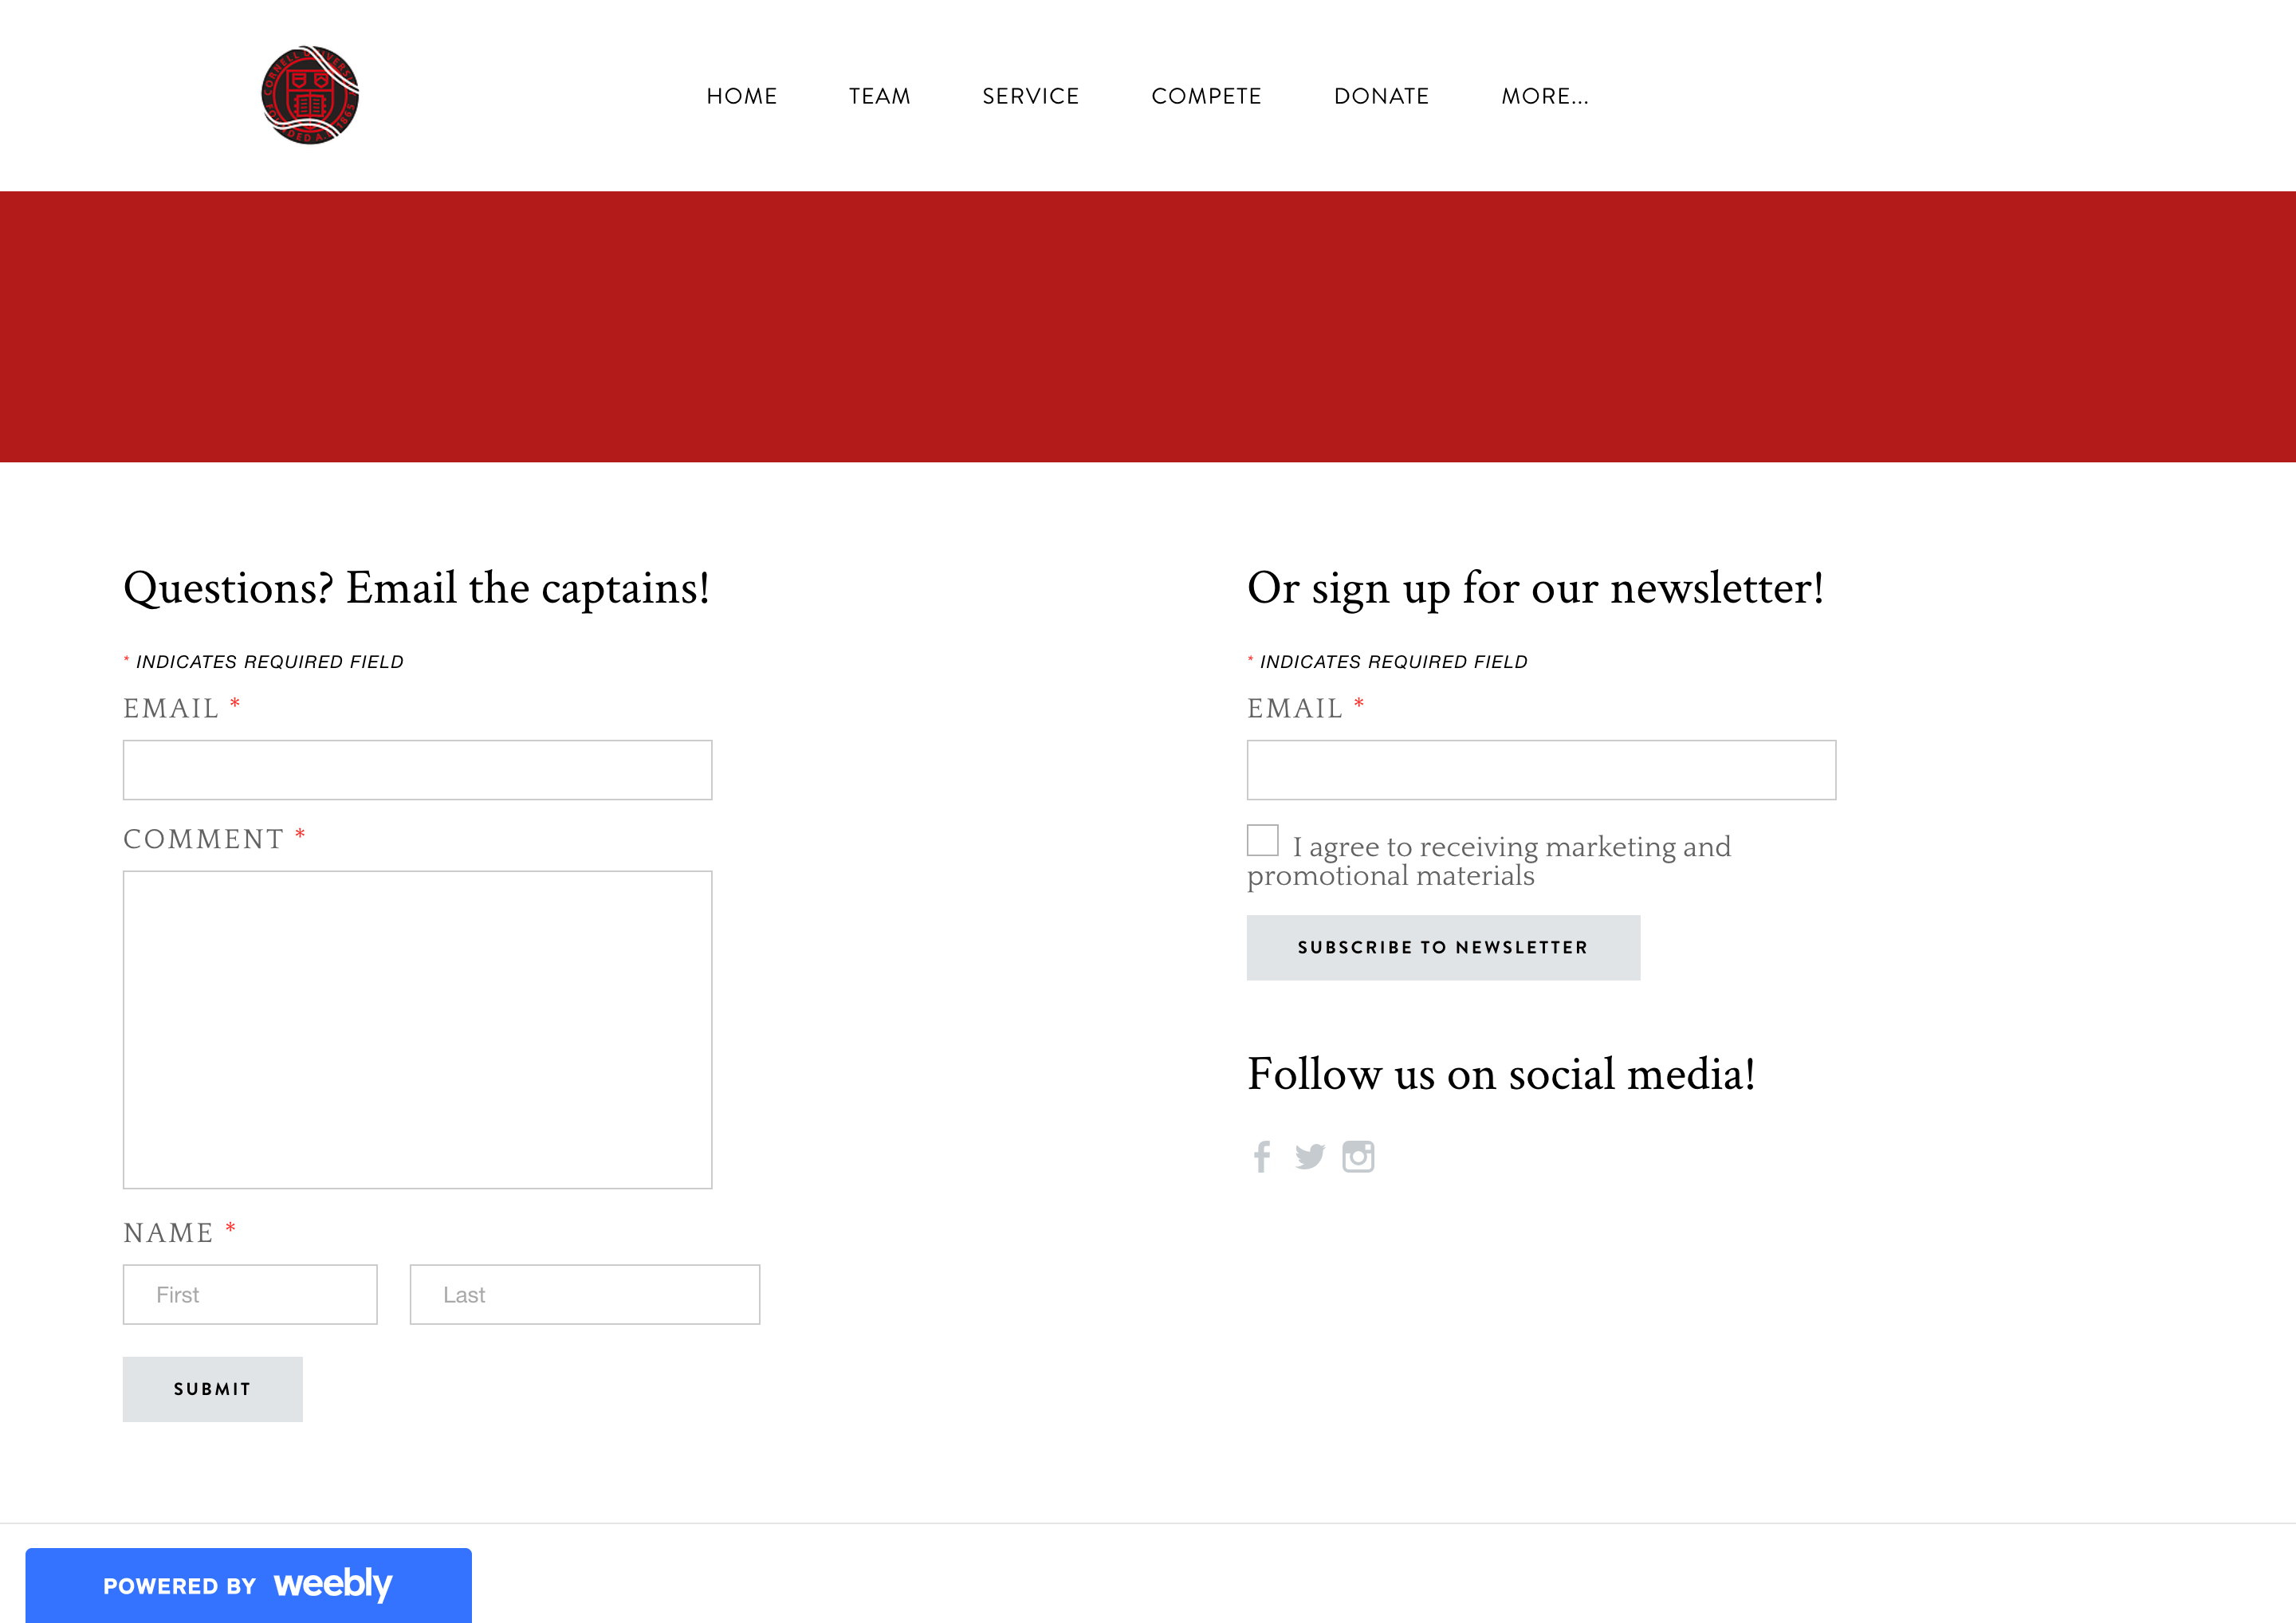 HOME TEAM SERVICE COMPETE DONATE MORE...
Questions? Email the captains!
* INDICATES REQUIRED FIELD
EMAIL *
COMMENT *
NAME *
First Last
SUBMIT
Or sign up for our newsletter!
* INDICATES REQUIRED FIELD
EMAIL *
I agree to receiving marketing and
promotional materials
SUBSCRIBE TO NEWSLETTER
Follow us on social media!
POWERED BY weebly